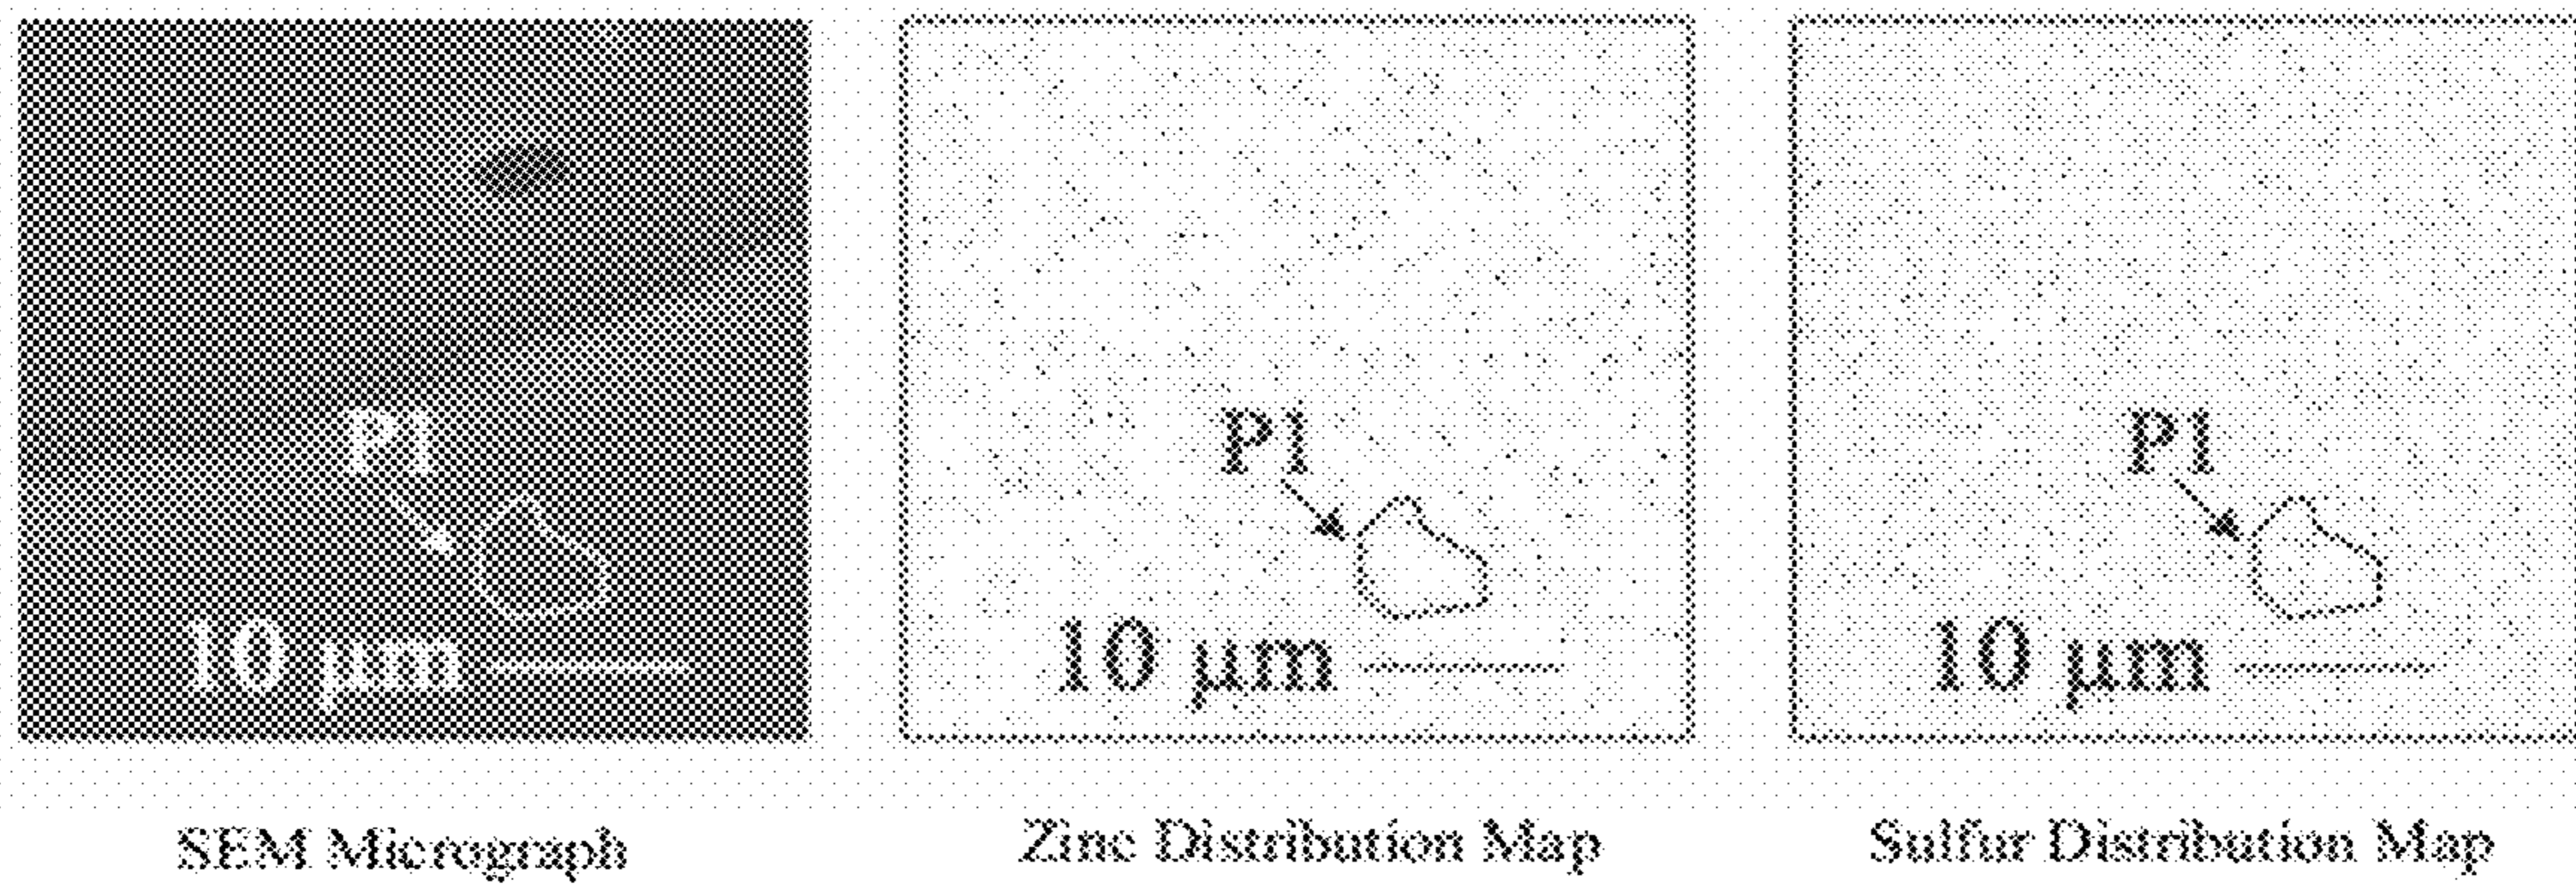 P1
10 µm
P1
10 µm
P1
10 µm
SEM Micrograph
Zinc Distribution Map
Sulfur Distribution Map